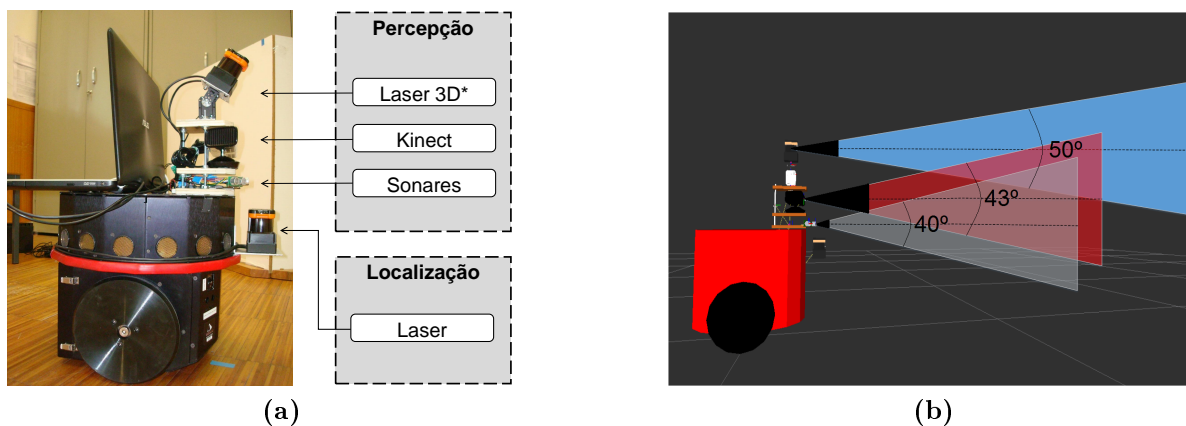 Percepção
Laser 3D*
Kinect
Sonares
Localização
Laser
50º
43º
40º
(a)
(b)